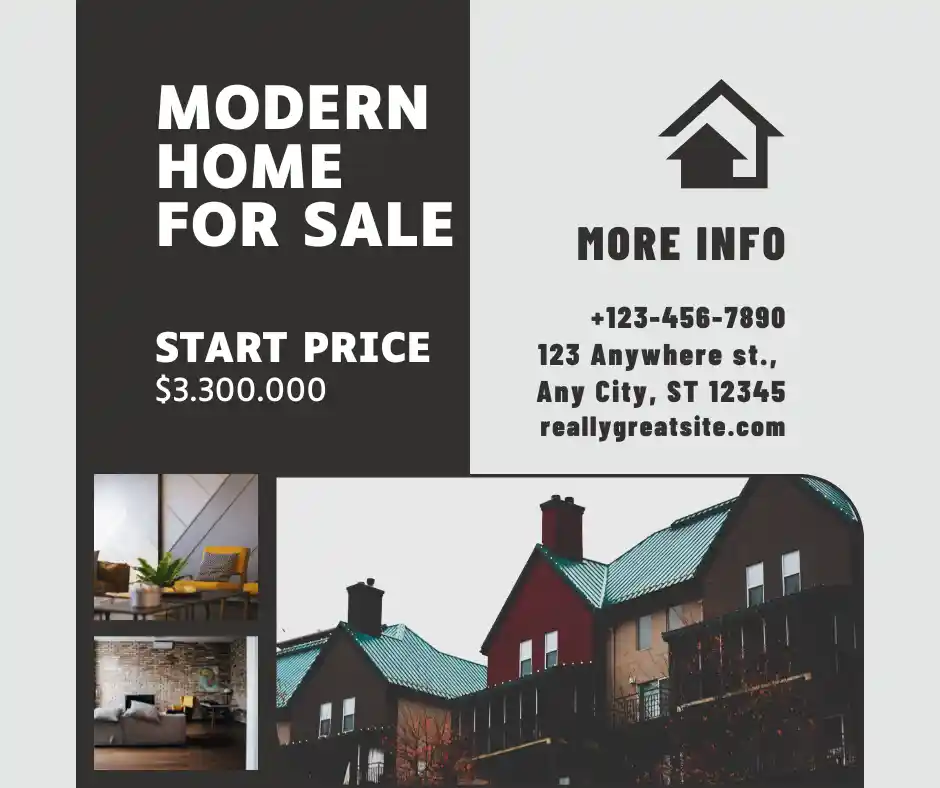 MODERN
HOME
FOR SALE
START PRICE
$3.300.000
MORE INFO
+123-456-7890
123 Anywhere st.,
Any City, ST 12345
reallygreatsite.com